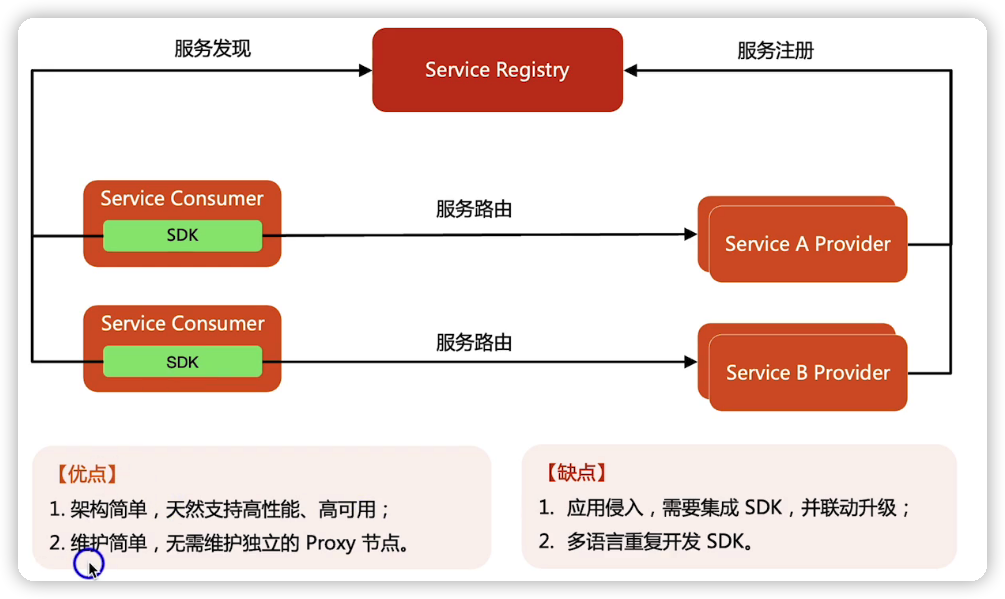 服务发现
Service Registry
服务注册
Service Consumer
SDK
服务路由
Service A Provider
Service Consumer
SDK
服务路由
Service B Provider
【优点】
1. 架构简单，天然支持高性能、高可用；
2. 维护简单，无需维护独立的 Proxy 节点。
【缺点】
1. 应用侵入，需要集成 SDK，并联动升级；
2. 多语言重复开发 SDK。